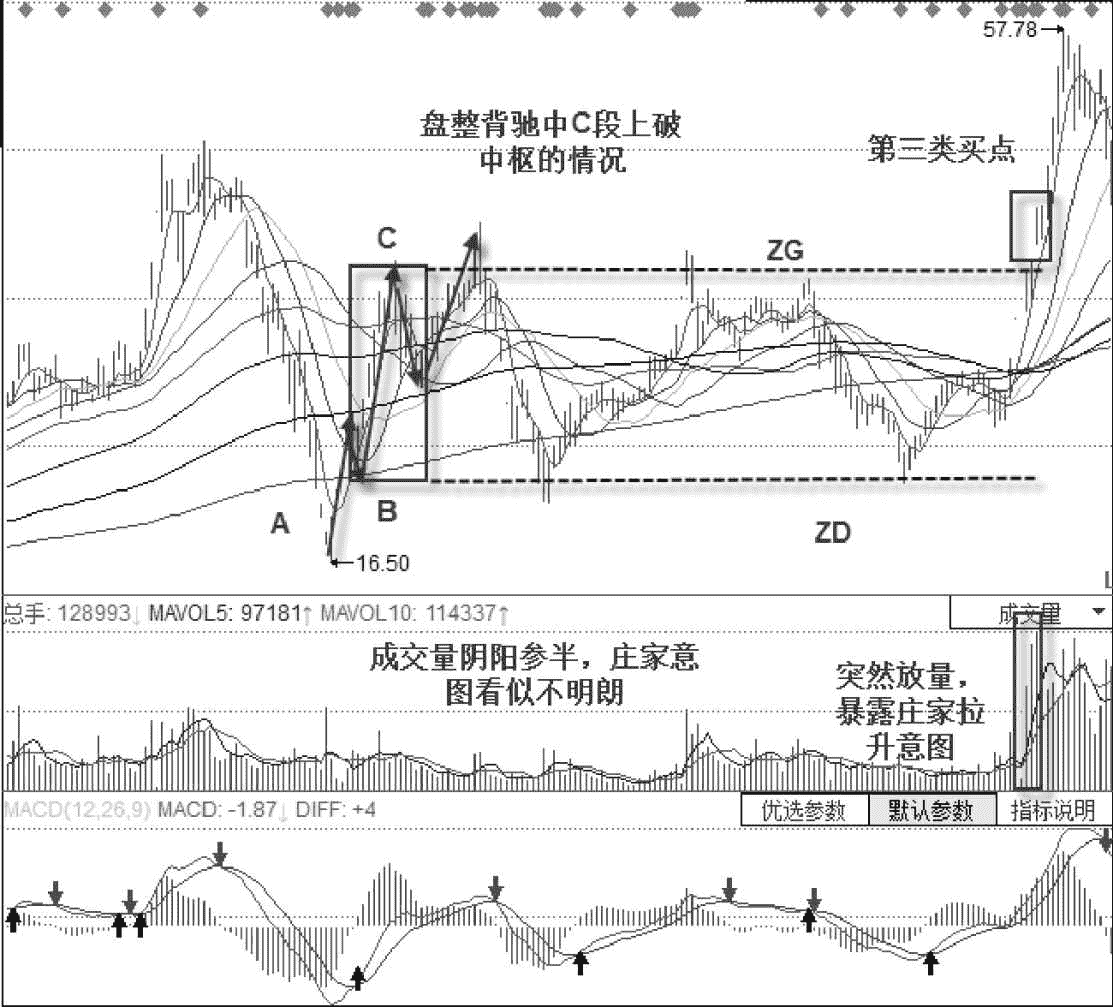 57.78
盘整背驰中C段上破
中枢的情况
第三类买点
C
ZG
A
B
ZD
16.50
L
总手: 128993↓ MAVOL5: 97181↑ MAVOL10: 114337↑
成交量
成交量阴阳参半，庄家意
图看似不明朗
突然放量，
暴露庄家拉
升意图
MACD(12,26,9) MACD: -1.87↓ DIFF: +4
优选参数
默认参数
指标说明